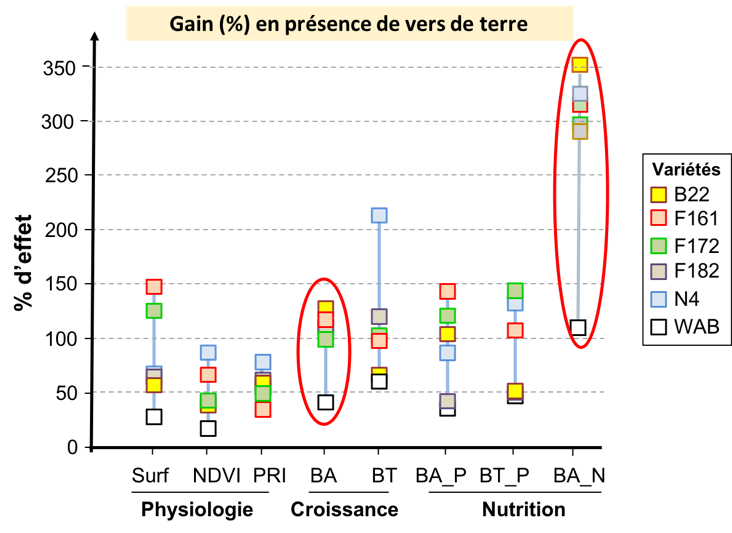 Gain (%) en présence de vers de terre
% d’effet
350
300
250
200
150
100
50
0
Surf NDVI PRI BA BT BA_P BT_P BA_N
Physiologie Croissance Nutrition
Variétés
B22
F161
F172
F182
N4
WAB